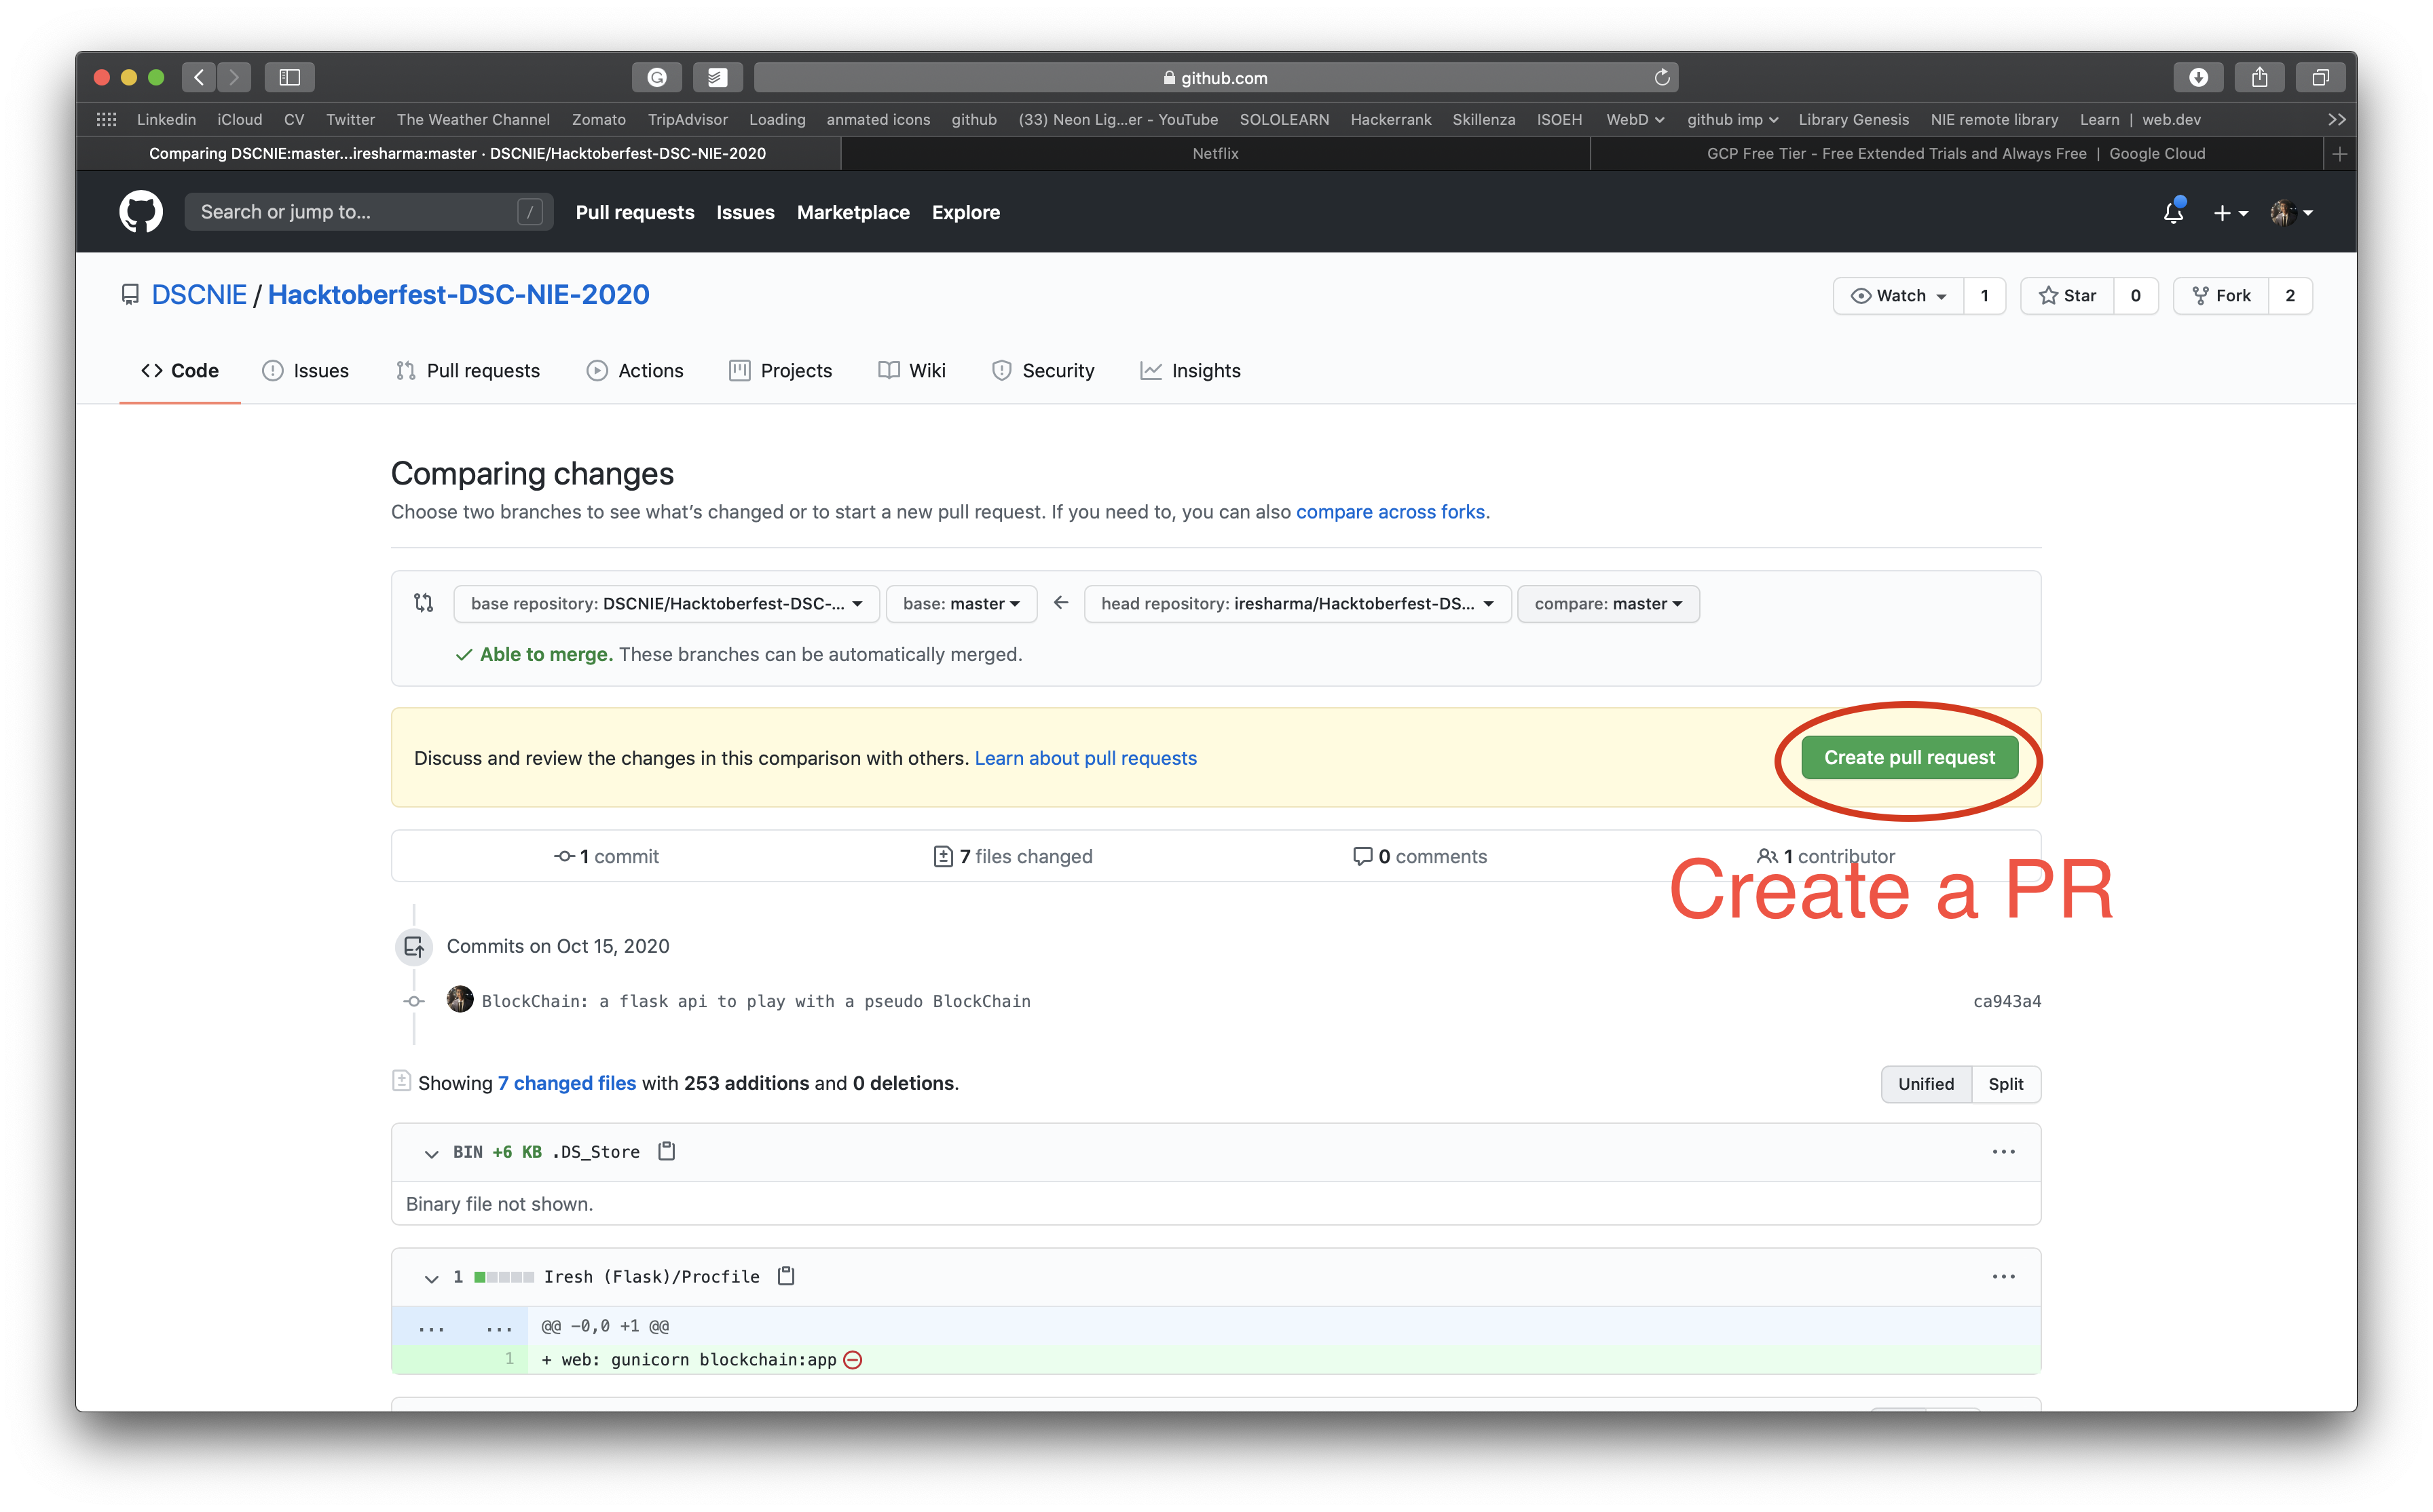 github.com
Linkedin iCloud CV Twitter The Weather Channel Zomato TripAdvisor Loading anmated icons github (33) Neon Lig...er - YouTube SOLOLEARN Hackerrank Skillenza ISOEH WebD github imp Library Genesis NIE remote library Learn | web.dev
Comparing DSCNIE:master...iresharma:master · DSCNIE/Hacktoberfest-DSC-NIE-2020 Netflix GCP Free Tier - Free Extended Trials and Always Free | Google Cloud
Search or jump to... / Pull requests Issues Marketplace Explore
DSCNIE / Hacktoberfest-DSC-NIE-2020 Watch 1 Star 0 Fork 2
Code Issues Pull requests Actions Projects Wiki Security Insights
Comparing changes
Choose two branches to see what's changed or to start a new pull request. If you need to, you can also compare across forks.
base repository: DSCNIE/Hacktoberfest-DSC-... base: master head repository: iresharma/Hacktoberfest-DS... compare: master
Able to merge. These branches can be automatically merged.
Discuss and review the changes in this comparison with others. Learn about pull requests Create pull request
1 commit 7 files changed 0 comments 1 contributor
Create a PR
Commits on Oct 15, 2020
BlockChain: a flask api to play with a pseudo BlockChain ca943a4
Showing 7 changed files with 253 additions and 0 deletions. Unified Split
BIN +6 KB .DS_Store ...
Binary file not shown.
1 Iresh (Flask)/Procfile ...
... ... @@ -0,0 +1 @@
1 + web: gunicorn blockchain:app